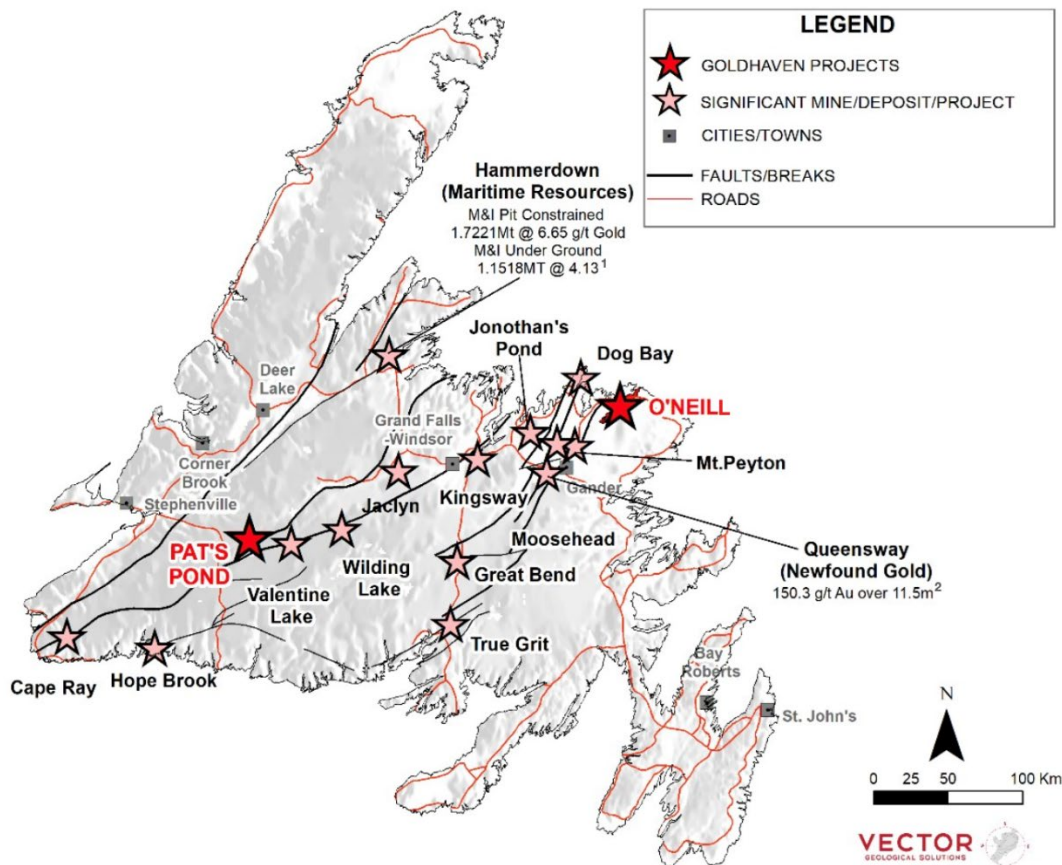 LEGEND
GOLDHAVEN PROJECTS
SIGNIFICANT MINE/DEPOSIT/PROJECT
CITIES/TOWNS
FAULTS/BREAKS
ROADS
Hammerdown
(Maritime Resources)
M&I Pit Constrained
1.7221Mt @ 6.65 g/t Gold
M&I Under Ground
1.1518MT @ 4.13¹
Jonothan's
Pond
Dog Bay
O'NEILL
Deer
Lake
Grand Falls
-Windsor
Corner
Brook
Mt.Peyton
Stephenville
Jaclyn
Kingsway
Gander
PAT'S
POND
Moosehead
Queensway
(Newfound Gold)
150.3 g/t Au over 11.5m²
Wilding
Lake
Great Bend
Valentine
Lake
True Grit
Cape Ray
Hope Brook
Bay
Roberts
St. John's
N
0 25 50 100 Km
VECTOR
GEOLOGICAL SOLUTIONS